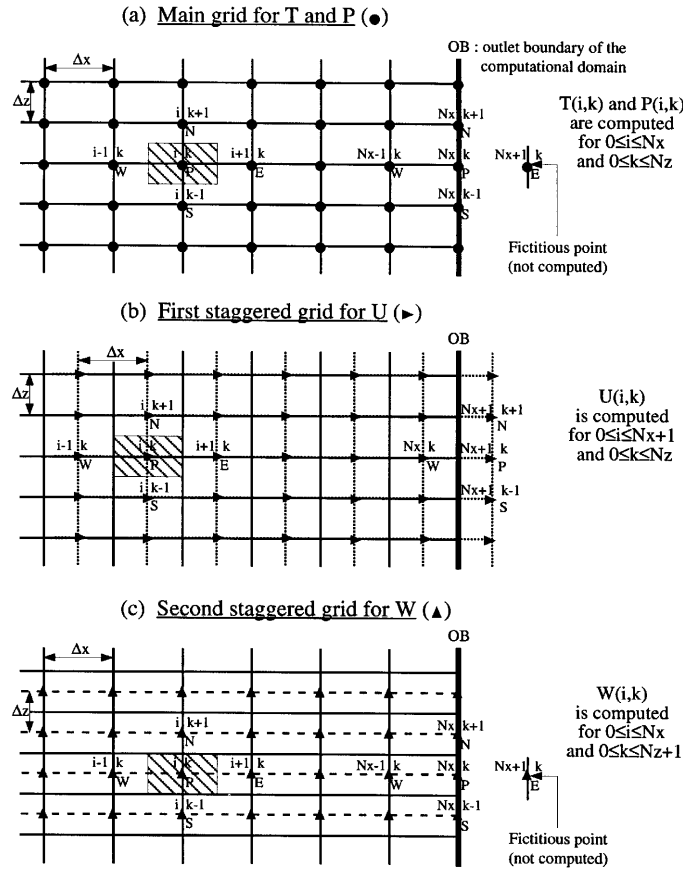 (a) Main grid for T and P (●)
Δx
OB : outlet boundary of the
computational domain
Δz
i k+1
N
Nx k+1
N
T(i,k) and P(i,k)
are computed
for 0≤i≤Nx
and 0≤k≤Nz
i-1 k
W
i k
P
i+1 k
E
Nx-1 k
W
Nx k
P
Nx+1 k
E
i k-1
S
Nx k-1
S
Fictitious point
(not computed)
(b) First staggered grid for U (►)
OB
Δx
Δz
i k+1
N
Nx+1 k+1
N
U(i,k)
is computed
for 0≤i≤Nx+1
and 0≤k≤Nz
i-1 k
W
i k
P
i+1 k
E
Nx k
W
Nx+1 k
P
i k-1
S
Nx+1 k-1
S
(c) Second staggered grid for W (▲)
OB
Δx
Δz
i k+1
N
Nx k+1
N
W(i,k)
is computed
for 0≤i≤Nx
and 0≤k≤Nz+1
i-1 k
W
i k
P
i+1 k
E
Nx-1 k
W
Nx k
P
Nx+1 k
E
i k-1
S
Nx k-1
S
Fictitious point
(not computed)